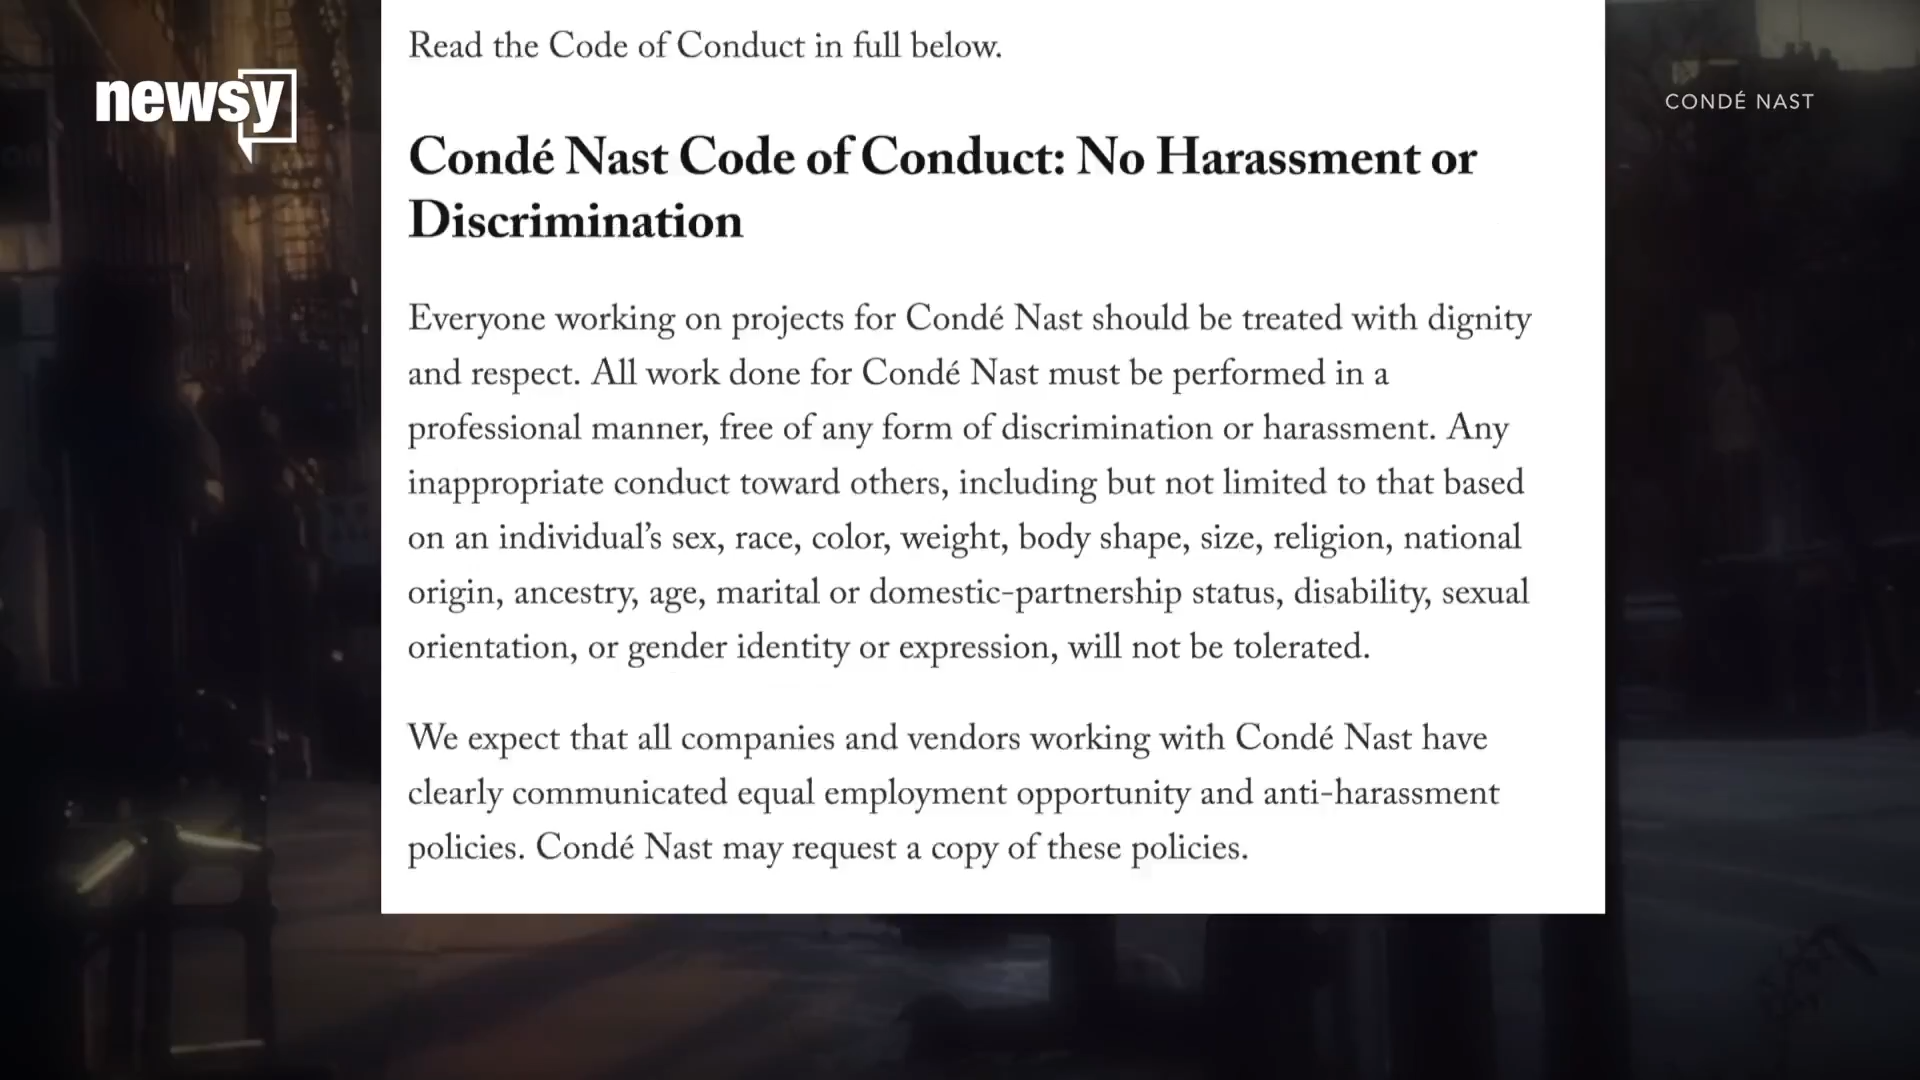 Read the Code of Conduct in full below.
newsy
CONDÉ NAST
Condé Nast Code of Conduct: No Harassment or
Discrimination
Everyone working on projects for Condé Nast should be treated with dignity
and respect. All work done for Condé Nast must be performed in a
professional manner, free of any form of discrimination or harassment. Any
inappropriate conduct toward others, including but not limited to that based
on an individual’s sex, race, color, weight, body shape, size, religion, national
origin, ancestry, age, marital or domestic-partnership status, disability, sexual
orientation, or gender identity or expression, will not be tolerated.
We expect that all companies and vendors working with Condé Nast have
clearly communicated equal employment opportunity and anti-harassment
policies. Condé Nast may request a copy of these policies.